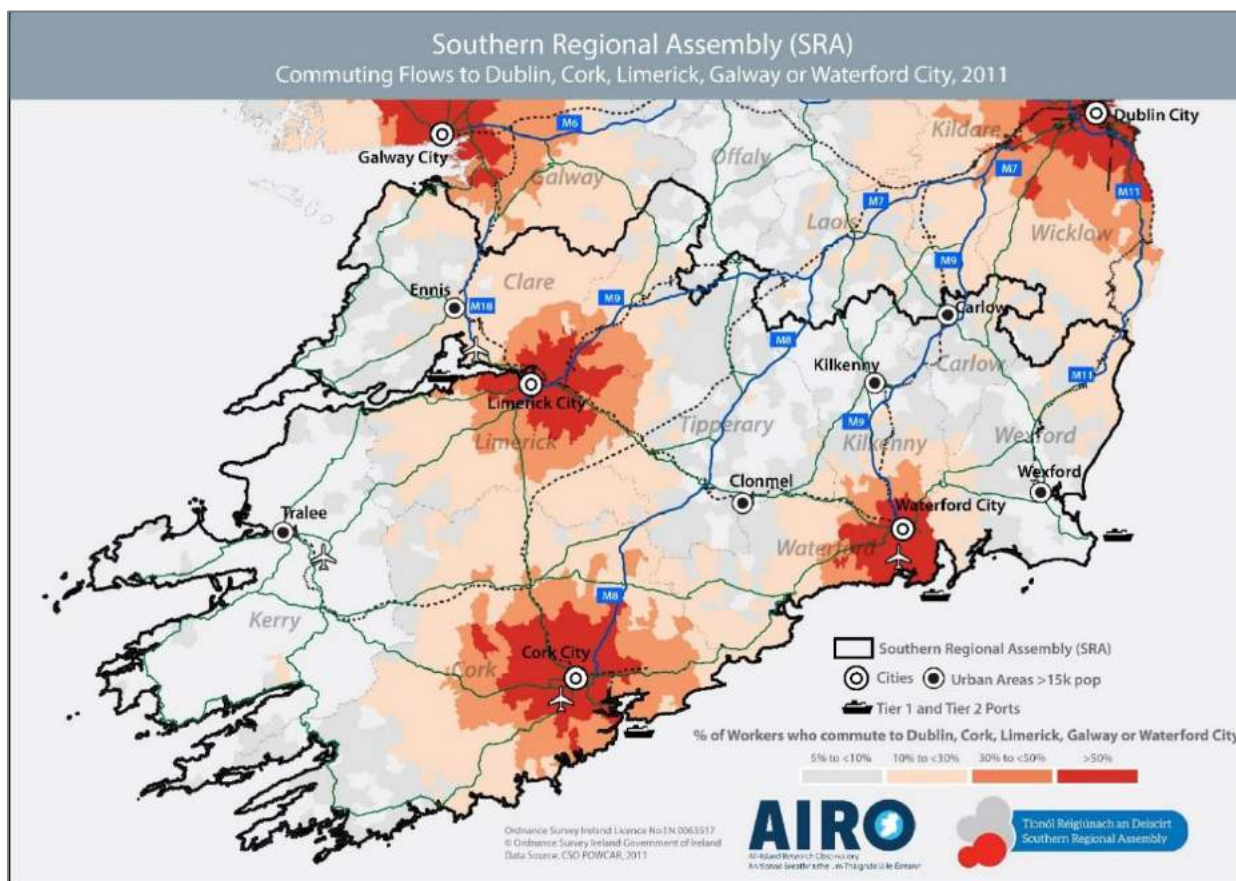 Southern Regional Assembly (SRA)
Commuting Flows to Dublin, Cork, Limerick, Galway or Waterford City, 2011
Dublin City
Kildare
M6
Galway City
Offaly
Galway
M7
M11
M7
Laois
Wicklow
Clare
M9
Ennis
M9
M18
Carlow
M8
Kilkenny
Carlow
M11
Limerick City
Tipperary
M9
Limerick
Kilkenny
Wexford
Clonmel
Wexford
Waterford City
Tralee
Waterford
M8
Kerry
Southern Regional Assembly (SRA)
Cork City
Cork
Cities
Urban Areas >15k pop
Tier 1 and Tier 2 Ports
% of Workers who commute to Dublin, Cork, Limerick, Galway or Waterford City
5% to <10% 10% to <30% 30% to <50% >50%
Ordnance Survey Ireland Licence No EN 0063517
© Ordnance Survey Ireland Government of Ireland
Data Source: CSO POWCAR, 2011
AIRO
All-Island Research Observatory
Tionól Réigiúnach an Deiscirt
Southern Regional Assembly